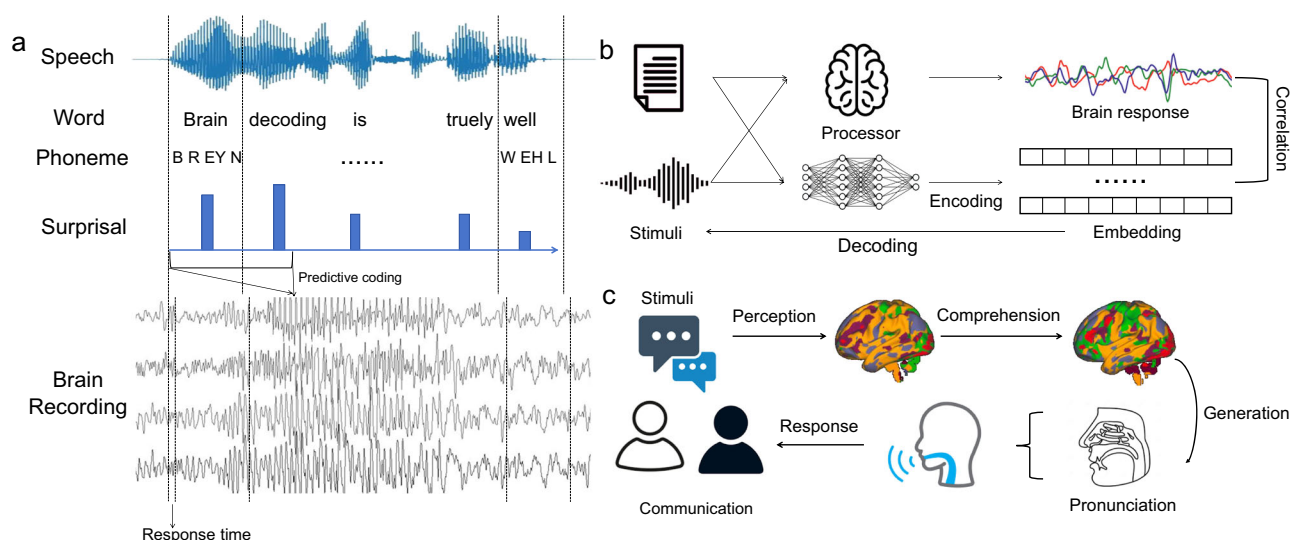 a
Speech
Word
Brain decoding is truely well
Phoneme
B R EY N ...... W EH L
Surprisal
Predictive coding
Brain
Recording
Response time
b
Processor
Brain response
Correlation
Encoding
......
Stimuli
Decoding
Embedding
c
Stimuli
Perception
Comprehension
Generation
Response
Communication
Pronunciation